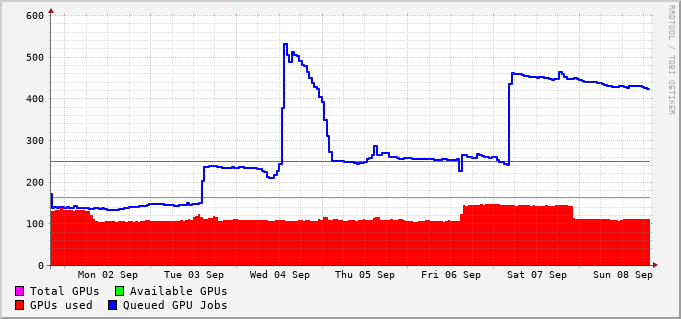 600
500
400
300
200
100
0
Mon 02 Sep Tue 03 Sep Wed 04 Sep Thu 05 Sep Fri 06 Sep Sat 07 Sep Sun 08 Sep
Total GPUs Available GPUs
GPUs used Queued GPU Jobs
RRDTOOL / TOBI OETIKER